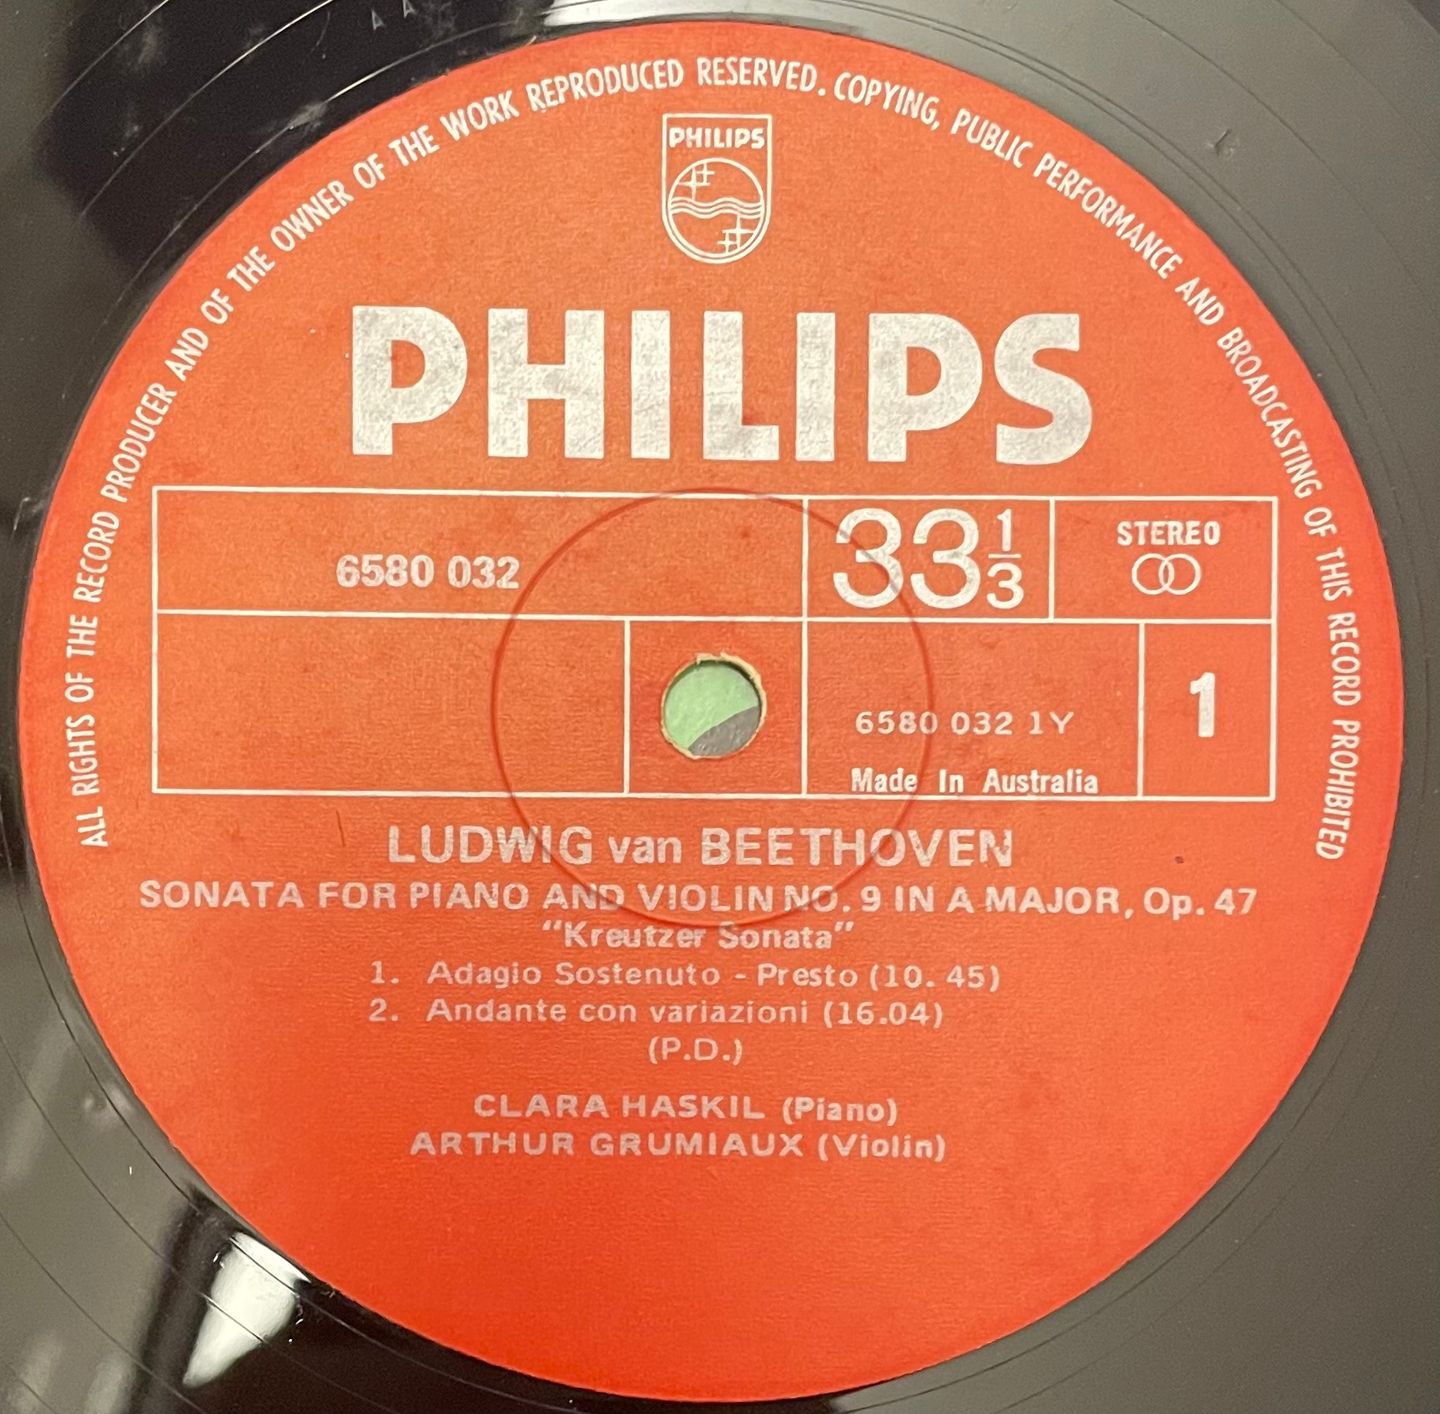 ALL RIGHTS OF THE RECORD PRODUCER AND OF THE OWNER OF THE WORK REPRODUCED RESERVED. COPYING, PUBLIC PERFORMANCE AND BROADCASTING OF THIS RECORD PROHIBITED
PHILIPS
PHILIPS
6580 032
33 1/3
STEREO
6580 032 1Y
1
Made In Australia
LUDWIG van BEETHOVEN
SONATA FOR PIANO AND VIOLIN NO. 9 IN A MAJOR, Op. 47
"Kreutzer Sonata"
1. Adagio Sostenuto - Presto (10. 45)
2. Andante con variazioni (16.04)
(P.D.)
CLARA HASKIL (Piano)
ARTHUR GRUMIAUX (Violin)